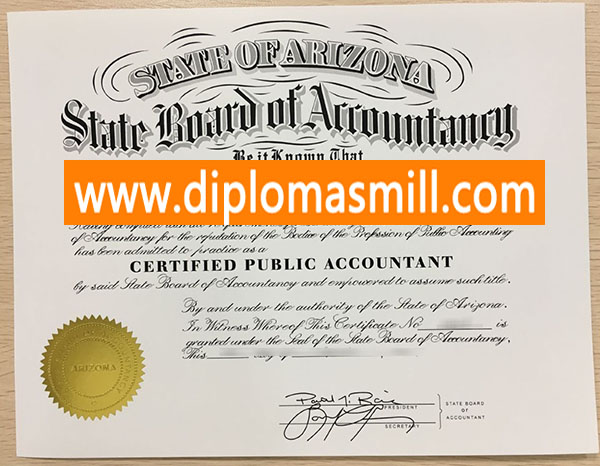 STATE OF ARIZONA
State Board of Accountancy
Be it Known That
www.diplomasmill.com
of Accountancy for the reputation of the Bodice of the Profession of Public Accounting
has been admitted to practice as a
CERTIFIED PUBLIC ACCOUNTANT
by said State Board of Accountancy and empowered to assume such title.
By and under the authority of the State of Arizona.
In Witness Whereof This Certificate No is
granted under the Seal of the State Board of Accountancy.
This day of
ARIZONA
PRESIDENT
SECRETARY
STATE BOARD
OF
ACCOUNTANT